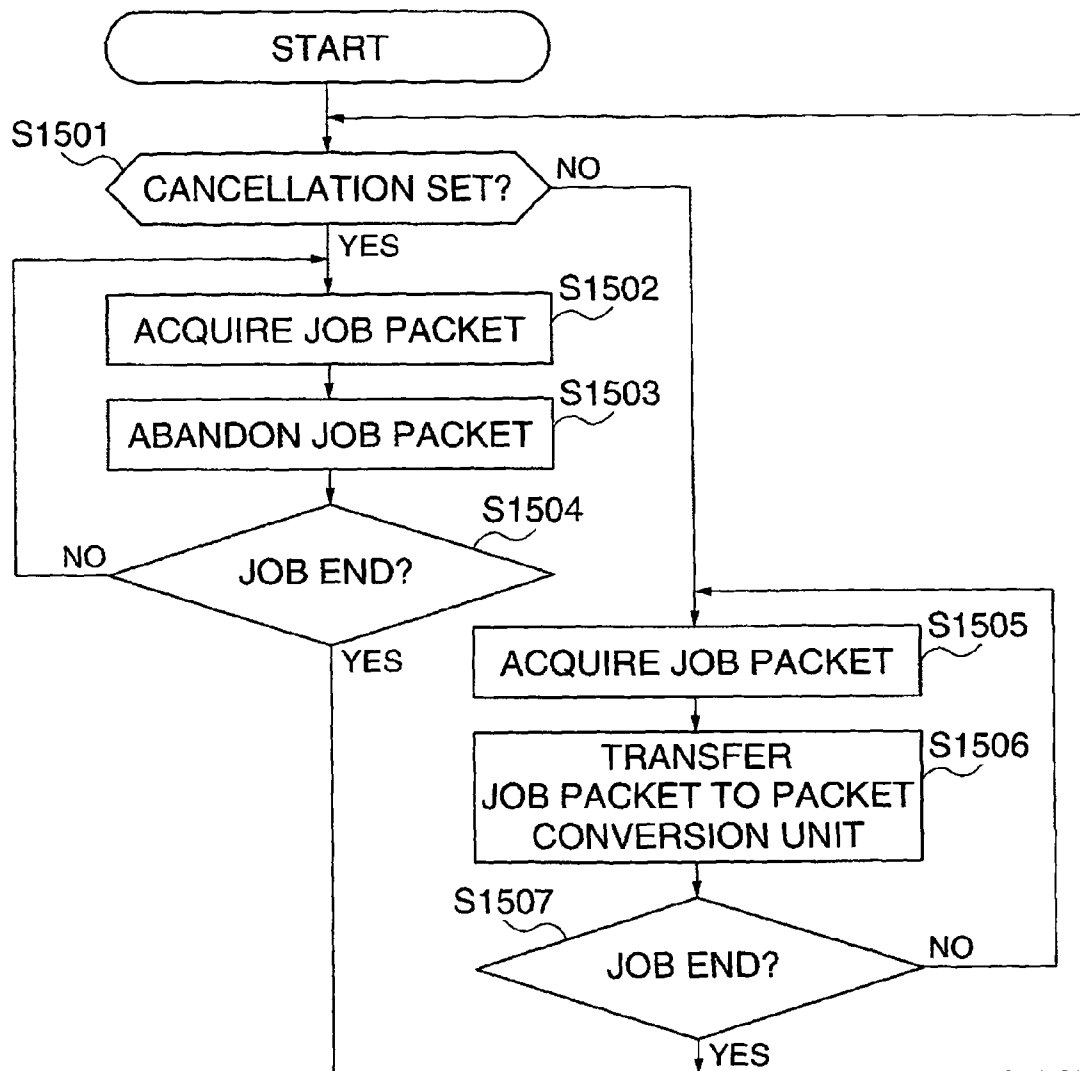 START
S1501
CANCELLATION SET?
NO
YES
S1502
ACQUIRE JOB PACKET
S1503
ABANDON JOB PACKET
S1504
NO
JOB END?
YES
S1505
ACQUIRE JOB PACKET
S1506
TRANSFER
JOB PACKET TO PACKET
CONVERSION UNIT
S1507
JOB END?
NO
YES